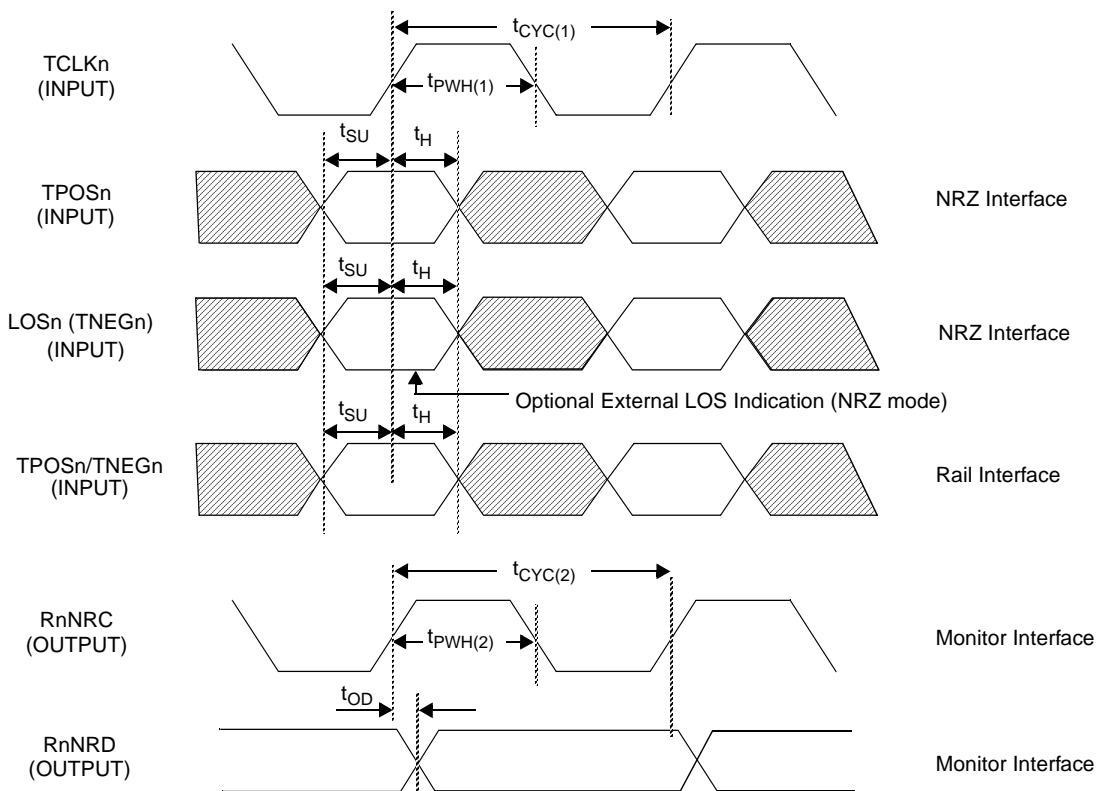 tCYC(1)
TCLKn
(INPUT)
tPWH(1)
tSU
tH
TPOSn
(INPUT)
NRZ Interface
tSU
tH
LOSn (TNEGn)
(INPUT)
NRZ Interface
Optional External LOS Indication (NRZ mode)
tSU
tH
TPOSn/TNEGn
(INPUT)
Rail Interface
tCYC(2)
RnNRC
(OUTPUT)
tPWH(2)
Monitor Interface
tOD
RnNRD
(OUTPUT)
Monitor Interface